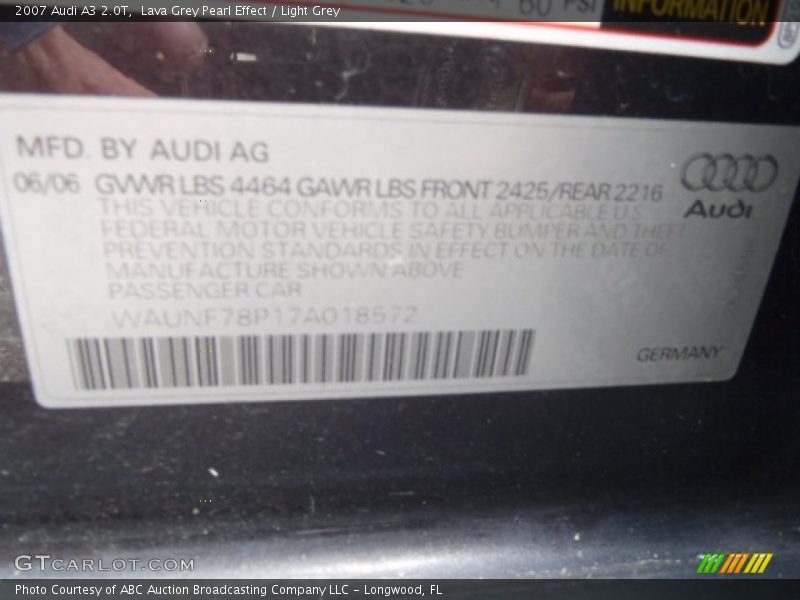 2007 Audi A3 2.0T, Lava Grey Pearl Effect / Light Grey
60 PSI
INFORMATION
MFD. BY AUDI AG
06/06 GVWR LBS 4464 GAWR LBS FRONT 2425/REAR 2216
THIS VEHICLE CONFORMS TO ALL APPLICABLE U.S.
FEDERAL MOTOR VEHICLE SAFETY BUMPER AND THEFT
PREVENTION STANDARDS IN EFFECT ON THE DATE OF
MANUFACTURE SHOWN ABOVE
PASSENGER CAR
WAUNF78P17A018572
Audi
GERMANY
GTCARLOT.COM
Photo Courtesy of ABC Auction Broadcasting Company LLC - Longwood, FL